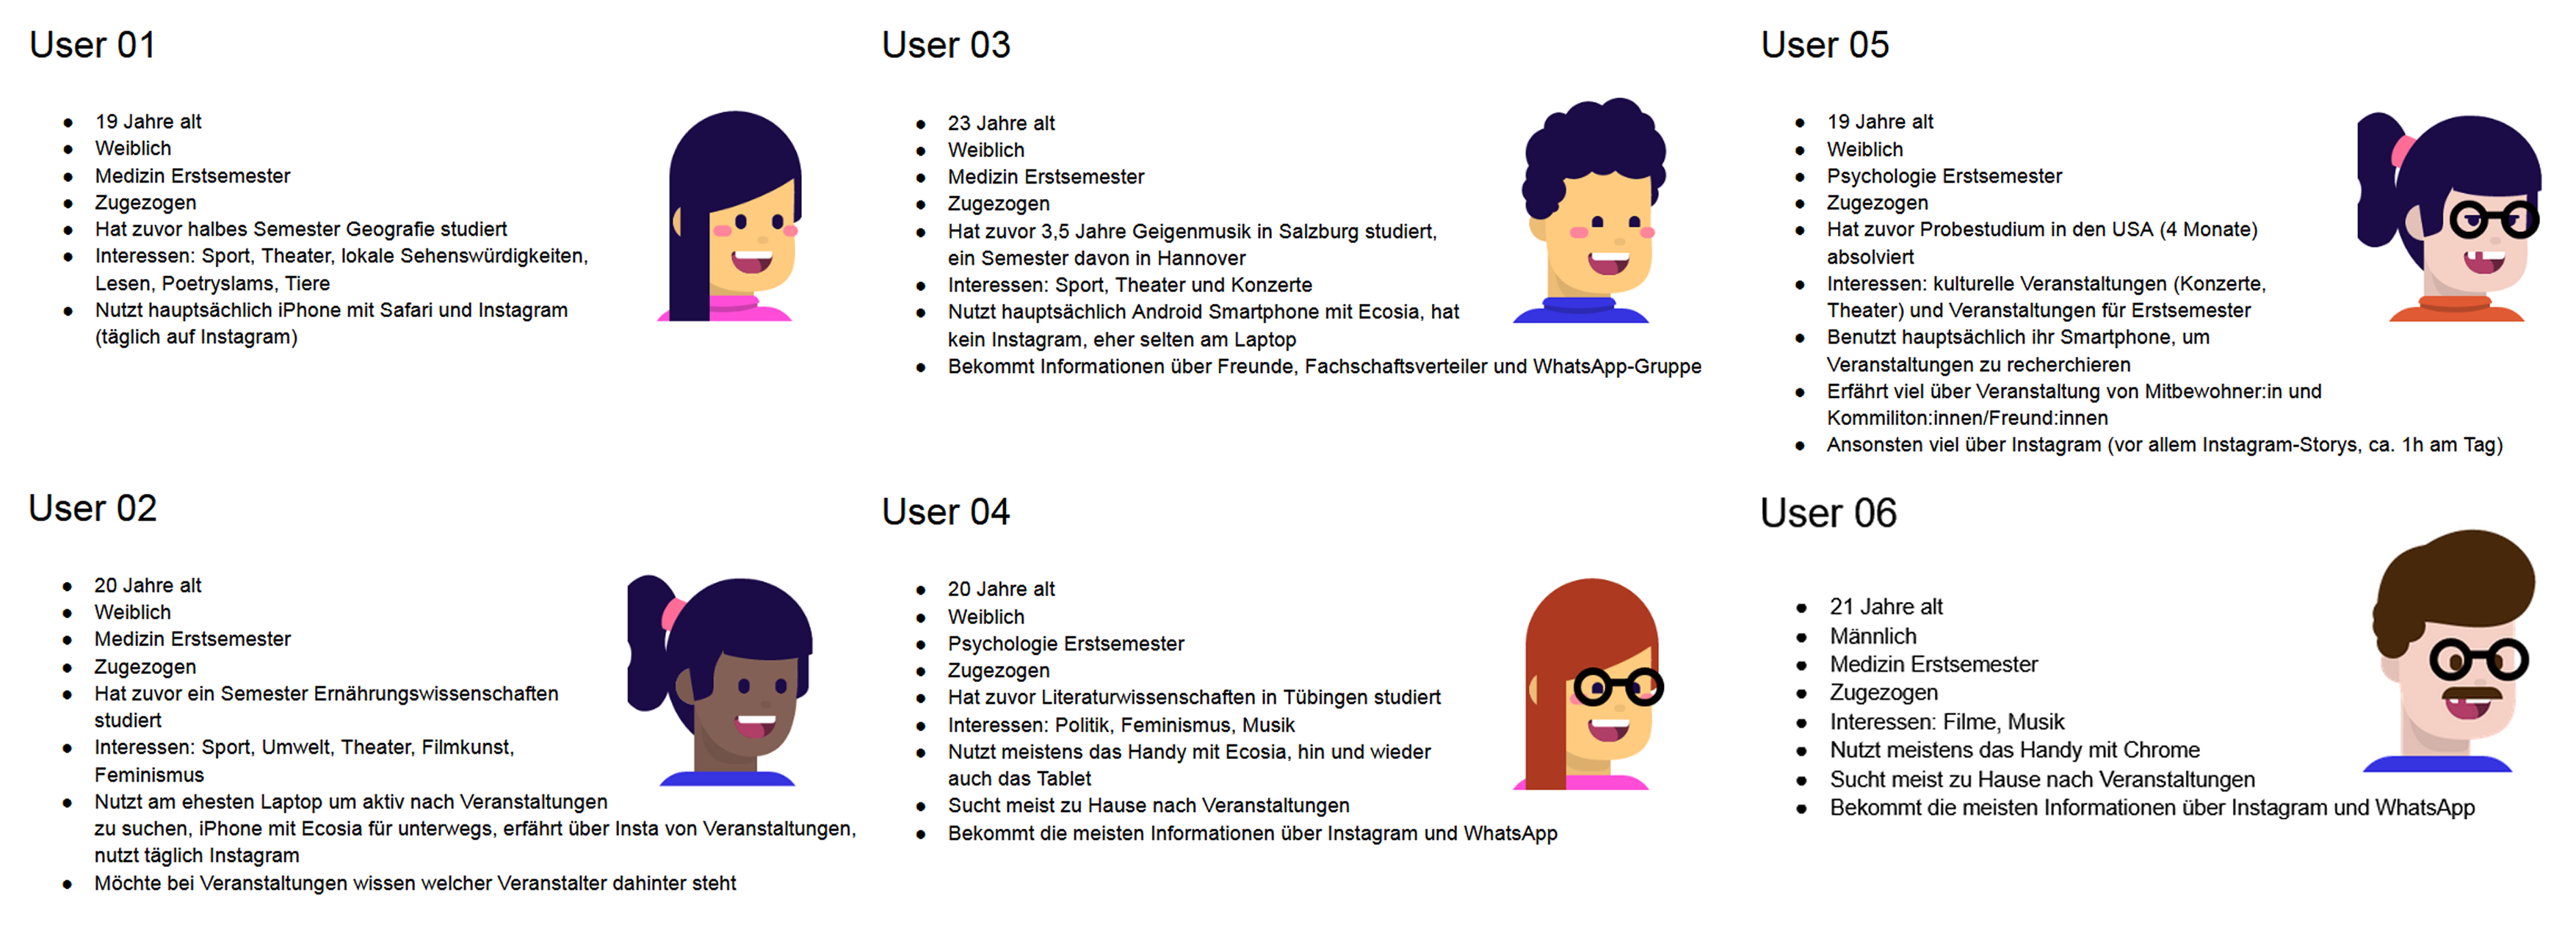 User 01
● 19 Jahre alt
● Weiblich
● Medizin Erstsemester
● Zugezogen
● Hat zuvor halbes Semester Geografie studiert
● Interessen: Sport, Theater, lokale Sehenswürdigkeiten,
Lesen, Poetryslams, Tiere
● Nutzt hauptsächlich iPhone mit Safari und Instagram
(täglich auf Instagram)
User 02
● 20 Jahre alt
● Weiblich
● Medizin Erstsemester
● Zugezogen
● Hat zuvor ein Semester Ernährungswissenschaften
studiert
● Interessen: Sport, Umwelt, Theater, Filmkunst,
Feminismus
● Nutzt am ehesten Laptop um aktiv nach Veranstaltungen
zu suchen, iPhone mit Ecosia für unterwegs, erfährt über Insta von Veranstaltungen,
nutzt täglich Instagram
● Möchte bei Veranstaltungen wissen welcher Veranstalter dahinter steht
User 03
● 23 Jahre alt
● Weiblich
● Medizin Erstsemester
● Zugezogen
● Hat zuvor 3,5 Jahre Geigenmusik in Salzburg studiert,
ein Semester davon in Hannover
● Interessen: Sport, Theater und Konzerte
● Nutzt hauptsächlich Android Smartphone mit Ecosia, hat
kein Instagram, eher selten am Laptop
● Bekommt Informationen über Freunde, Fachschaftsverteiler und WhatsApp-Gruppe
User 04
● 20 Jahre alt
● Weiblich
● Psychologie Erstsemester
● Zugezogen
● Hat zuvor Literaturwissenschaften in Tübingen studiert
● Interessen: Politik, Feminismus, Musik
● Nutzt meistens das Handy mit Ecosia, hin und wieder
auch das Tablet
● Sucht meist zu Hause nach Veranstaltungen
● Bekommt die meisten Informationen über Instagram und WhatsApp
User 05
● 19 Jahre alt
● Weiblich
● Psychologie Erstsemester
● Zugezogen
● Hat zuvor Probestudium in den USA (4 Monate)
absolviert
● Interessen: kulturelle Veranstaltungen (Konzerte,
Theater) und Veranstaltungen für Erstsemester
● Benutzt hauptsächlich ihr Smartphone, um
Veranstaltungen zu recherchieren
● Erfährt viel über Veranstaltung von Mitbewohner:in und
Kommiliton:innen/Freund:innen
● Ansonsten viel über Instagram (vor allem Instagram-Storys, ca. 1h am Tag)
User 06
● 21 Jahre alt
● Männlich
● Medizin Erstsemester
● Zugezogen
● Interessen: Filme, Musik
● Nutzt meistens das Handy mit Chrome
● Sucht meist zu Hause nach Veranstaltungen
● Bekommt die meisten Informationen über Instagram und WhatsApp